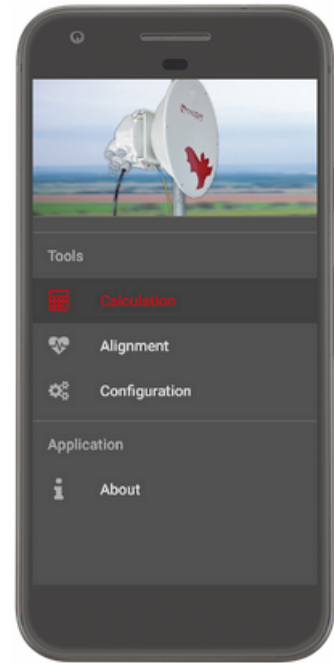 Tools
Calculation
Alignment
Configuration
Application
About